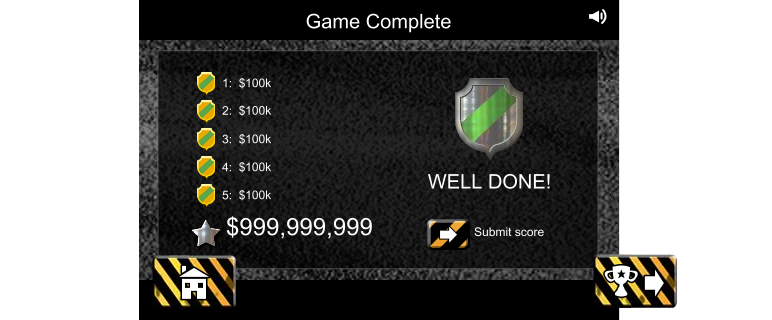 Game Complete
1: $100k
2: $100k
3: $100k
4: $100k
5: $100k
$999,999,999
WELL DONE!
Submit score